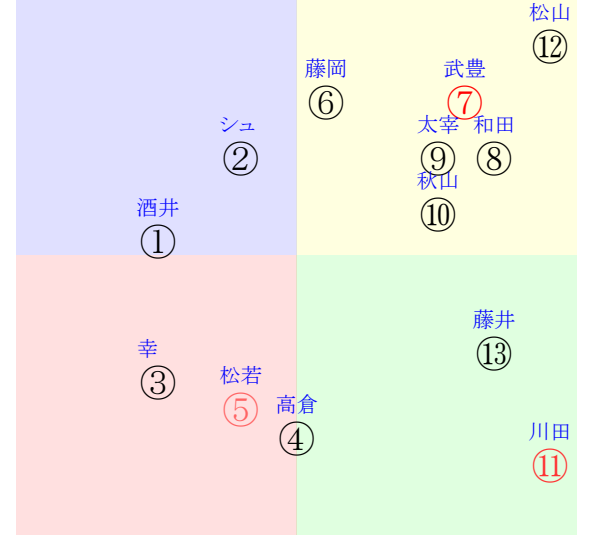 松山
⑫
藤岡
⑥
武豊
⑦
シュ
②
太宰
⑨
和田
⑧
秋山
⑩
酒井
①
藤井
⑬
幸
③
松若
⑤
高倉
④
川田
⑪